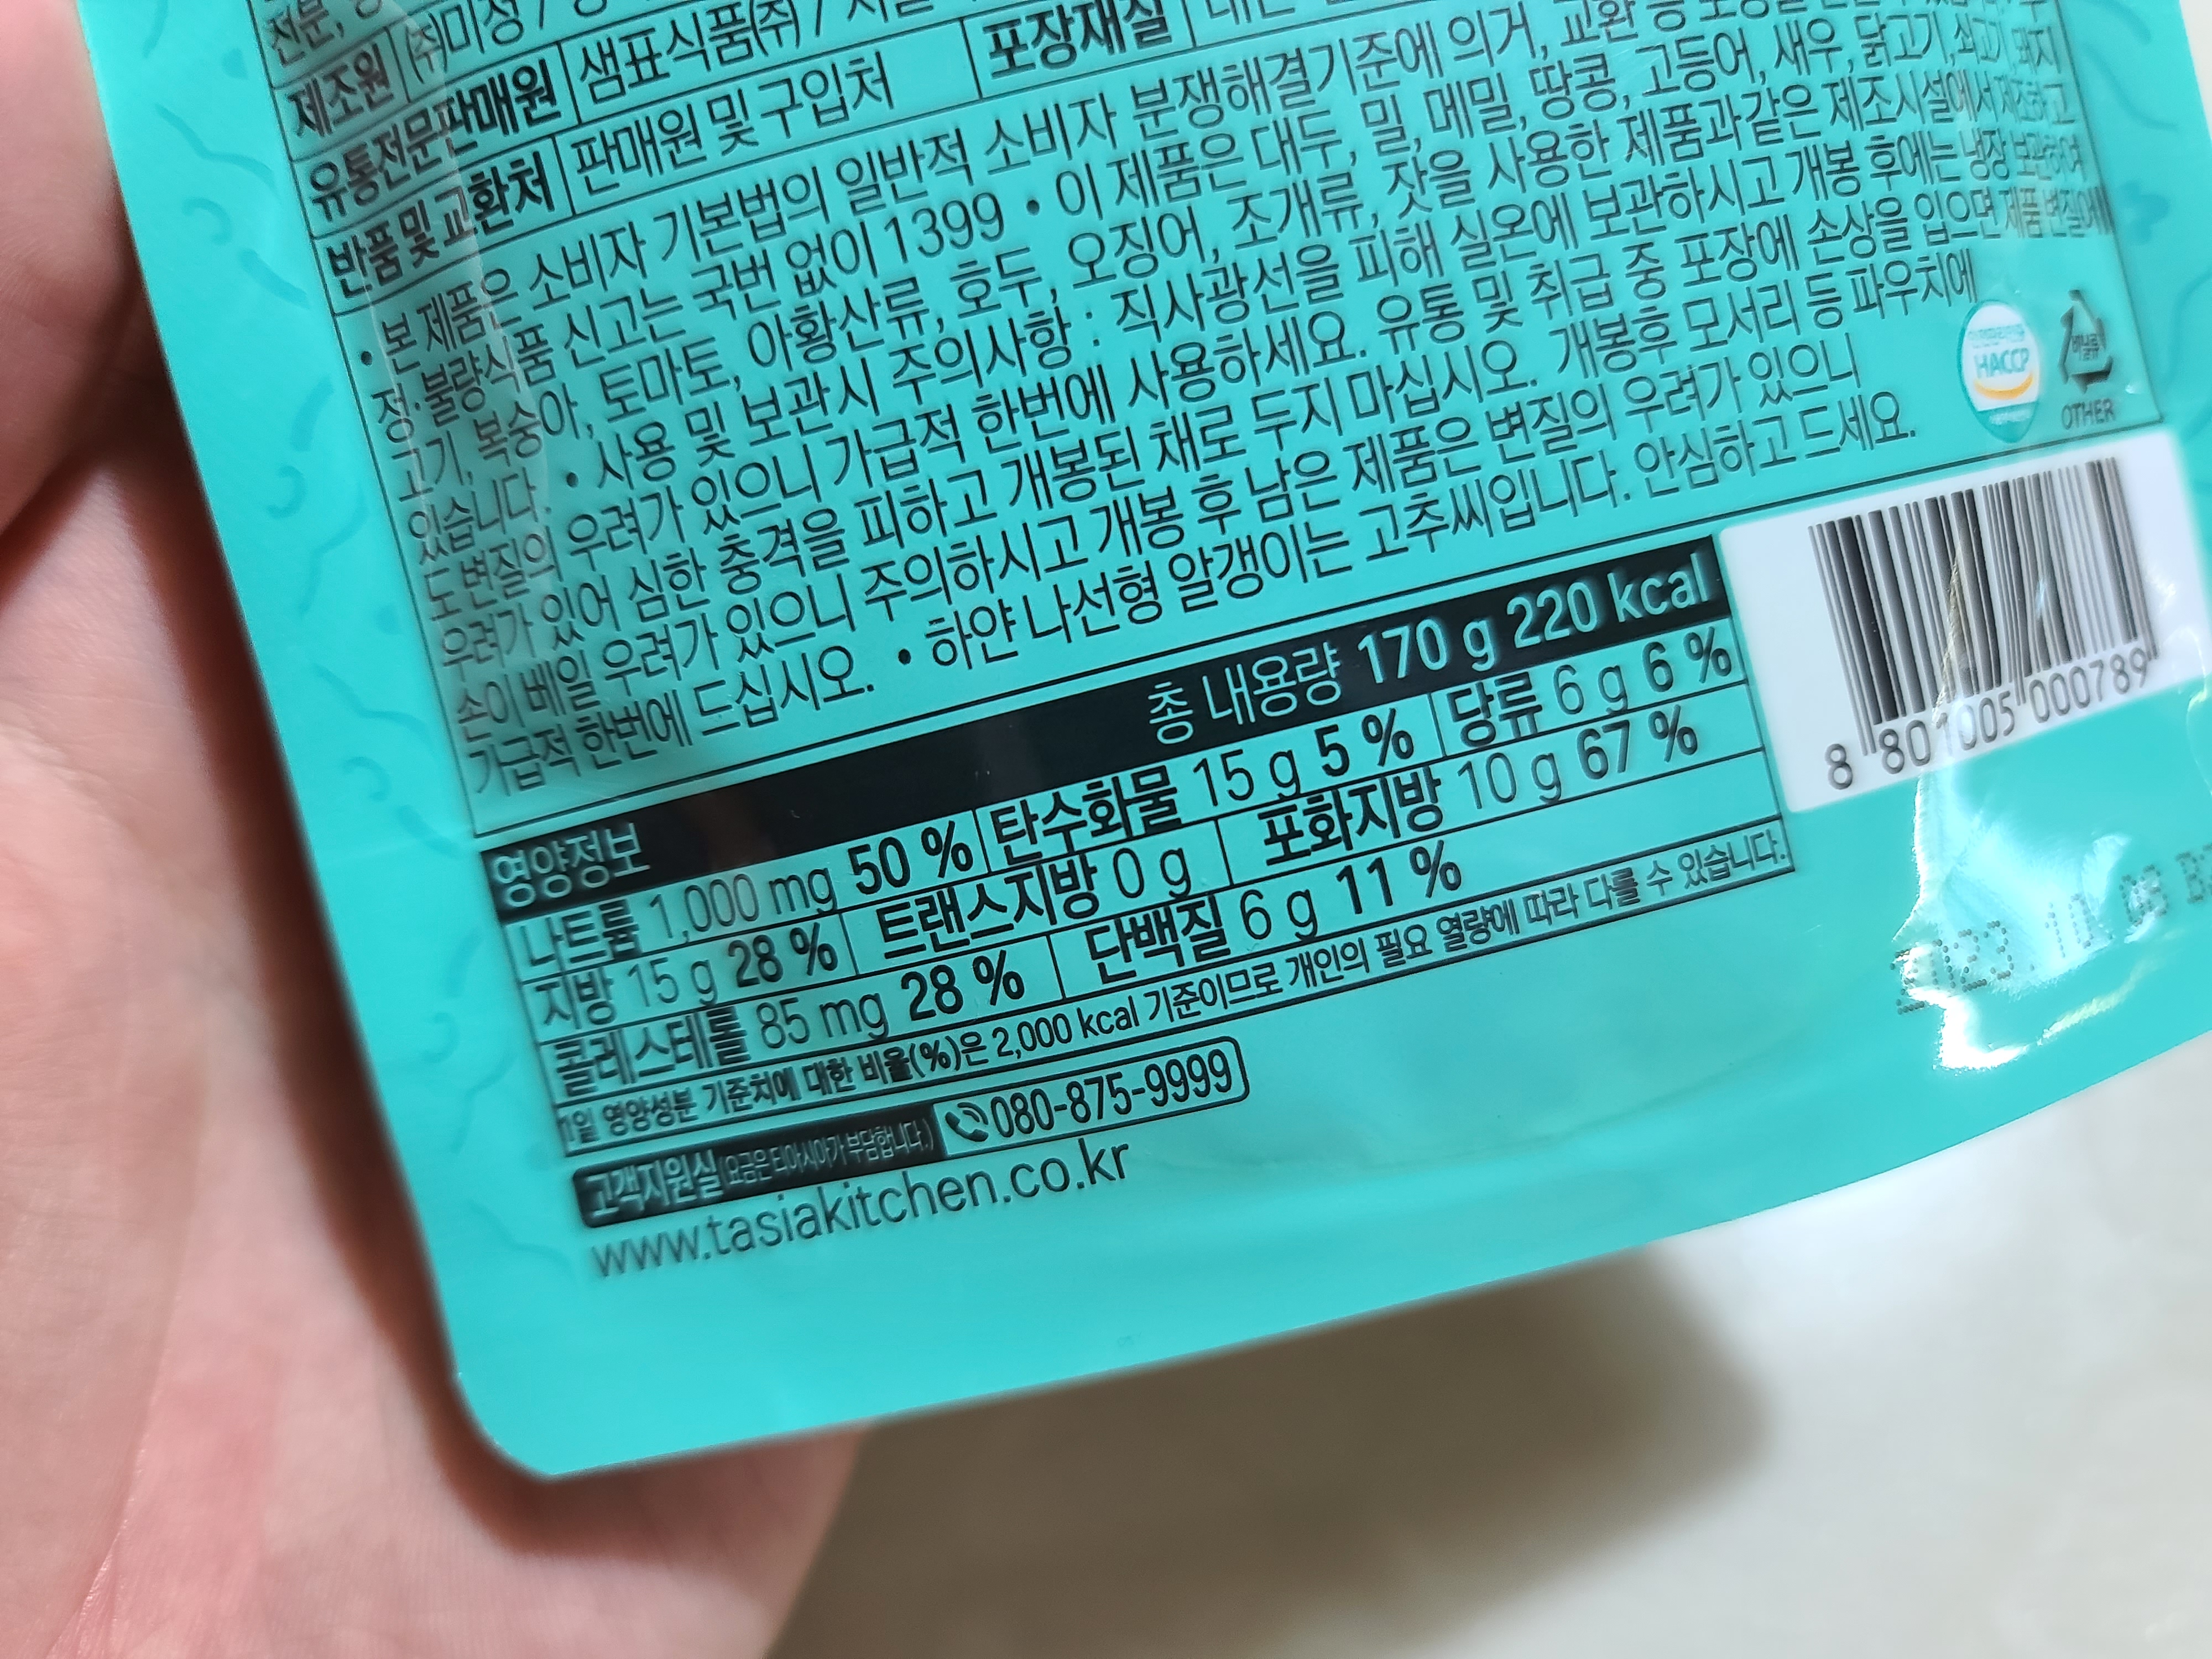 전분,
제조원 (주)미정 /
유통전문판매원 샘표식품(주) /
반품 및 교환처 판매원 및 구입처 포장재질
• 본 제품은 소비자 기본법의 일반적 소비자 분쟁해결기준에 의거, 교환 등
정·불량식품 신고는 국번 없이 1399 • 이 제품은 대두, 밀, 메밀, 땅콩, 고등어, 새우, 닭고기, 쇠고기, 돼지
고기, 복숭아, 토마토, 아황산류, 호두, 오징어, 조개류, 잣을 사용한 제품과 같은 제조시설에서 제조하고
있습니다. • 사용 및 보관시 주의사항 : 직사광선을 피해 실온에 보관하시고 개봉 후에는 냉장 보관하여
도 변질의 우려가 있으니 가급적 한번에 사용하세요. 유통 및 취급 중 포장에 손상을 입으면 제품 변질에
우려가 있어 심한 충격을 피하고 개봉된 채로 두지 마십시오. 개봉후 모서리 등 파우치에
손이 베일 우려가 있으니 주의하시고 개봉 후 남은 제품은 변질의 우려가 있으니
가급적 한번에 드십시오. • 하얀 나선형 알갱이는 고추씨입니다. 안심하고 드세요.
HACCP
비닐류
OTHER
영양정보 총 내용량 170 g 220 kcal
나트륨 1,000 mg 50 % 탄수화물 15 g 5 % 당류 6 g 6 %
지방 15 g 28 % 트랜스지방 0 g 포화지방 10 g 67 %
콜레스테롤 85 mg 28 % 단백질 6 g 11 %
1일 영양성분 기준치에 대한 비율(%)은 2,000 kcal 기준이므로 개인의 필요 열량에 따라 다를 수 있습니다.
8 801005 000789
2023.10.08
고객지원실 (요금은 티아시아가 부담합니다.) 080-875-9999
www.tasiakitchen.co.kr